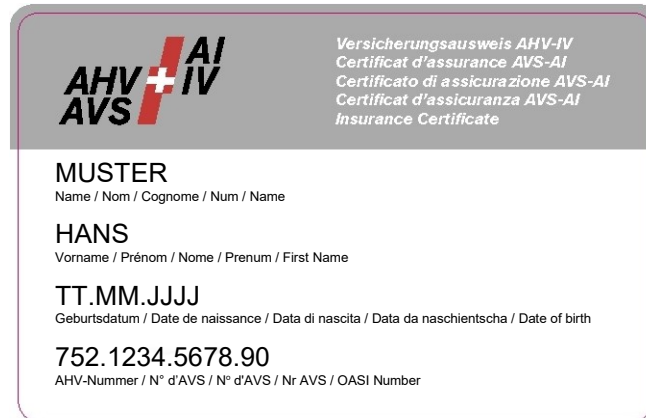 AHV AI
AVS IV
Versicherungsausweis AHV-IV
Certificat d'assurance AVS-AI
Certificato di assicurazione AVS-AI
Certificat d'assicuranza AVS-AI
Insurance Certificate
MUSTER
Name / Nom / Cognome / Num / Name
HANS
Vorname / Prénom / Nome / Prenum / First Name
TT.MM.JJJJ
Geburtsdatum / Date de naissance / Data di nascita / Data da naschientscha / Date of birth
752.1234.5678.90
AHV-Nummer / N° d'AVS / Nº d'AVS / Nr AVS / OASI Number